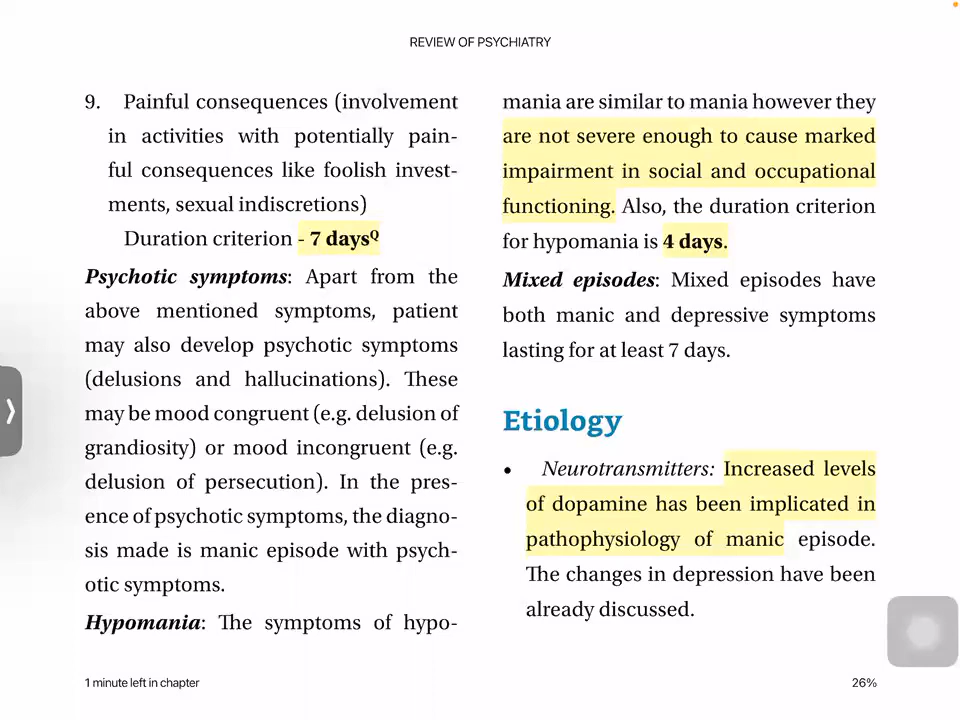 REVIEW OF PSYCHIATRY
9. Painful consequences (involvement
in activities with potentially pain-
ful consequences like foolish invest-
ments, sexual indiscretions)
Duration criterion - 7 daysQ
Psychotic symptoms: Apart from the
above mentioned symptoms, patient
may also develop psychotic symptoms
(delusions and hallucinations). These
may be mood congruent (e.g. delusion of
grandiosity) or mood incongruent (e.g.
delusion of persecution). In the pres-
ence of psychotic symptoms, the diagno-
sis made is manic episode with psych-
otic symptoms.
Hypomania: The symptoms of hypo-
mania are similar to mania however they
are not severe enough to cause marked
impairment in social and occupational
functioning. Also, the duration criterion
for hypomania is 4 days.
Mixed episodes: Mixed episodes have
both manic and depressive symptoms
lasting for at least 7 days.
Etiology
• Neurotransmitters: Increased levels
of dopamine has been implicated in
pathophysiology of manic episode.
The changes in depression have been
already discussed.
1 minute left in chapter
26%